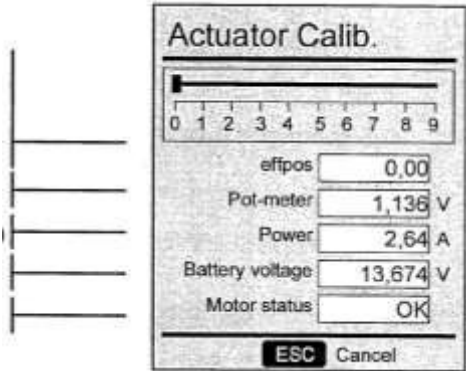 Actuator Calib.
0 1 2 3 4 5 6 7 8 9
effpos 0,00
Pot-meter 1,136 V
Power 2,64 A
Battery voltage 13,674 V
Motor status OK
ESC Cancel